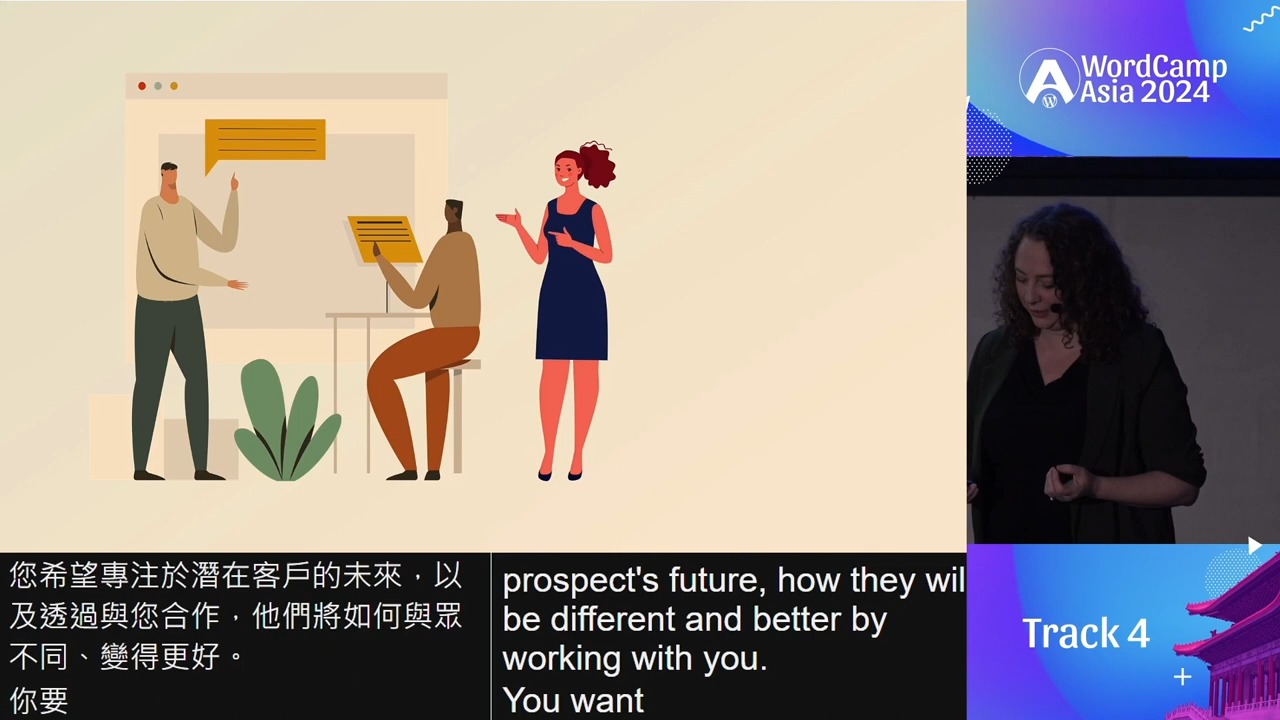 WordCamp
Asia 2024
您希望專注於潛在客戶的未來，以
及透過與您合作，他們將如何與眾
不同、變得更好。
你要
prospect's future, how they wil
be different and better by
working with you.
You want
Track 4